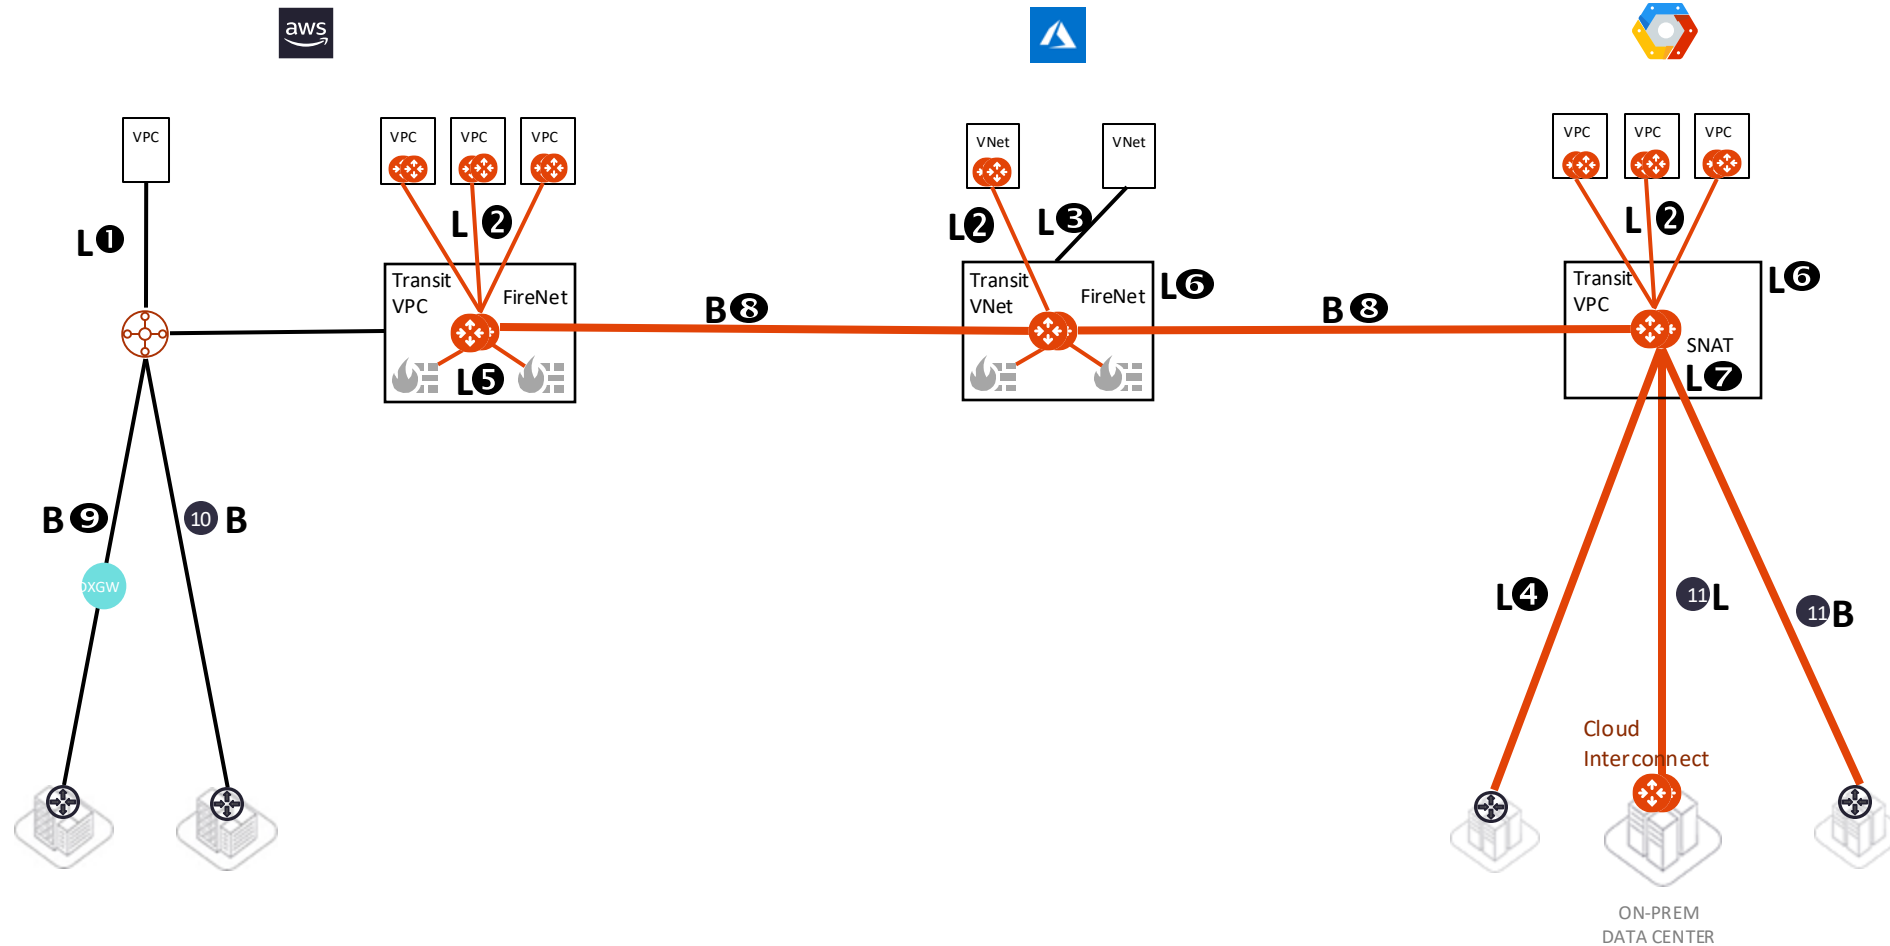 aws
VPC
VPC
VPC
VPC
VNet
VNet
VPC
VPC
VPC
L❶
L ❷
L❷
L❸
L ❷
Transit
VPC
FireNet
L❺
B❽
Transit
VNet
FireNet
L❻
B❽
Transit
VPC
SNAT
L❼
L❻
B❾
10 B
DXGW
L❹
11 L
11 B
Cloud
Interconnect
ON-PREM
DATA CENTER